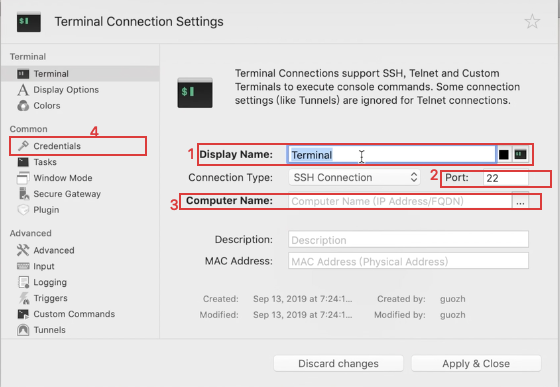 Terminal Connection Settings
Terminal
Terminal
Display Options
Colors
Common
4
Credentials
Tasks
Window Mode
Secure Gateway
Plugin
Advanced
Advanced
Input
Logging
Triggers
Custom Commands
Tunnels
Terminal Connections support SSH, Telnet and Custom
Terminals to execute console commands. Some connection
settings (like Tunnels) are ignored for Telnet connections.
1 Display Name: Terminal
Connection Type: SSH Connection 2 Port: 22
3 Computer Name: Computer Name (IP Address/FQDN) ...
Description: Description
MAC Address: MAC Address (Physical Address)
Created: Sep 13, 2019 at 7:24:1... Created by: guozh
Modified: Sep 13, 2019 at 7:24:1... Modified by: guozh
Discard changes Apply & Close